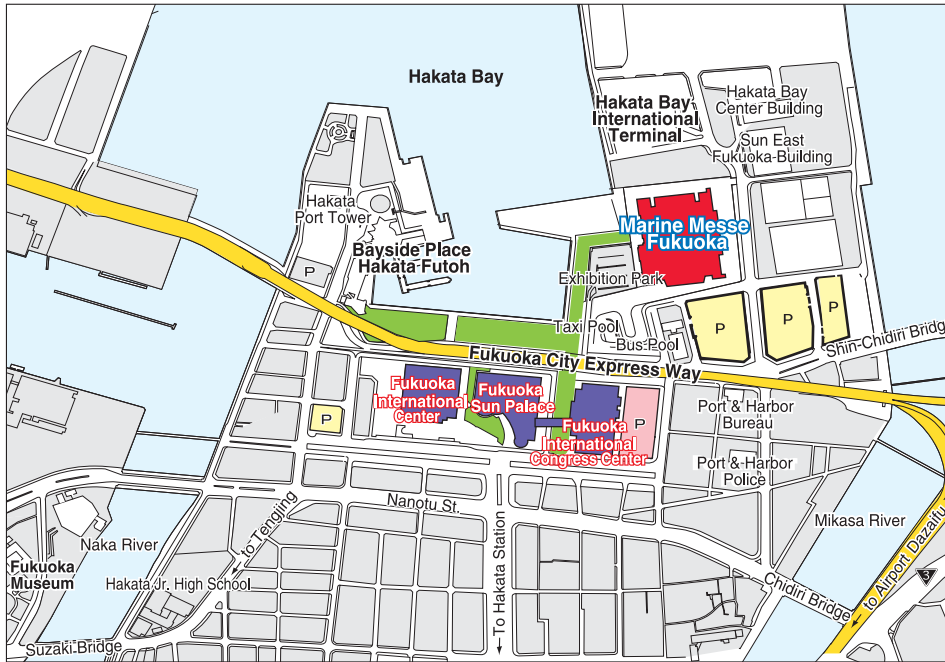 Hakata Bay
Hakata Bay
International
Terminal
Hakata Bay
Center Building
Sun East
Fukuoka Building
Hakata
Port Tower
Marine Messe
Fukuoka
Bayside Place
Hakata Futoh
P
Exhibition Park
P
P
P
Taxi Pool
Bus Pool
Shin-Chidiri Bridge
Fukuoka City Exprress Way
Fukuoka
International
Center
Fukuoka
Sun Palace
Fukuoka
International
Congress Center
P
P
Port & Harbor
Bureau
Port & Harbor
Police
Nanotu St.
to Tengjing
To Hakata Station
Mikasa River
Naka River
Fukuoka
Museum
Hakata Jr. High School
Chidiri Bridge
to Airport Dazaifu
3
Suzaki Bridge